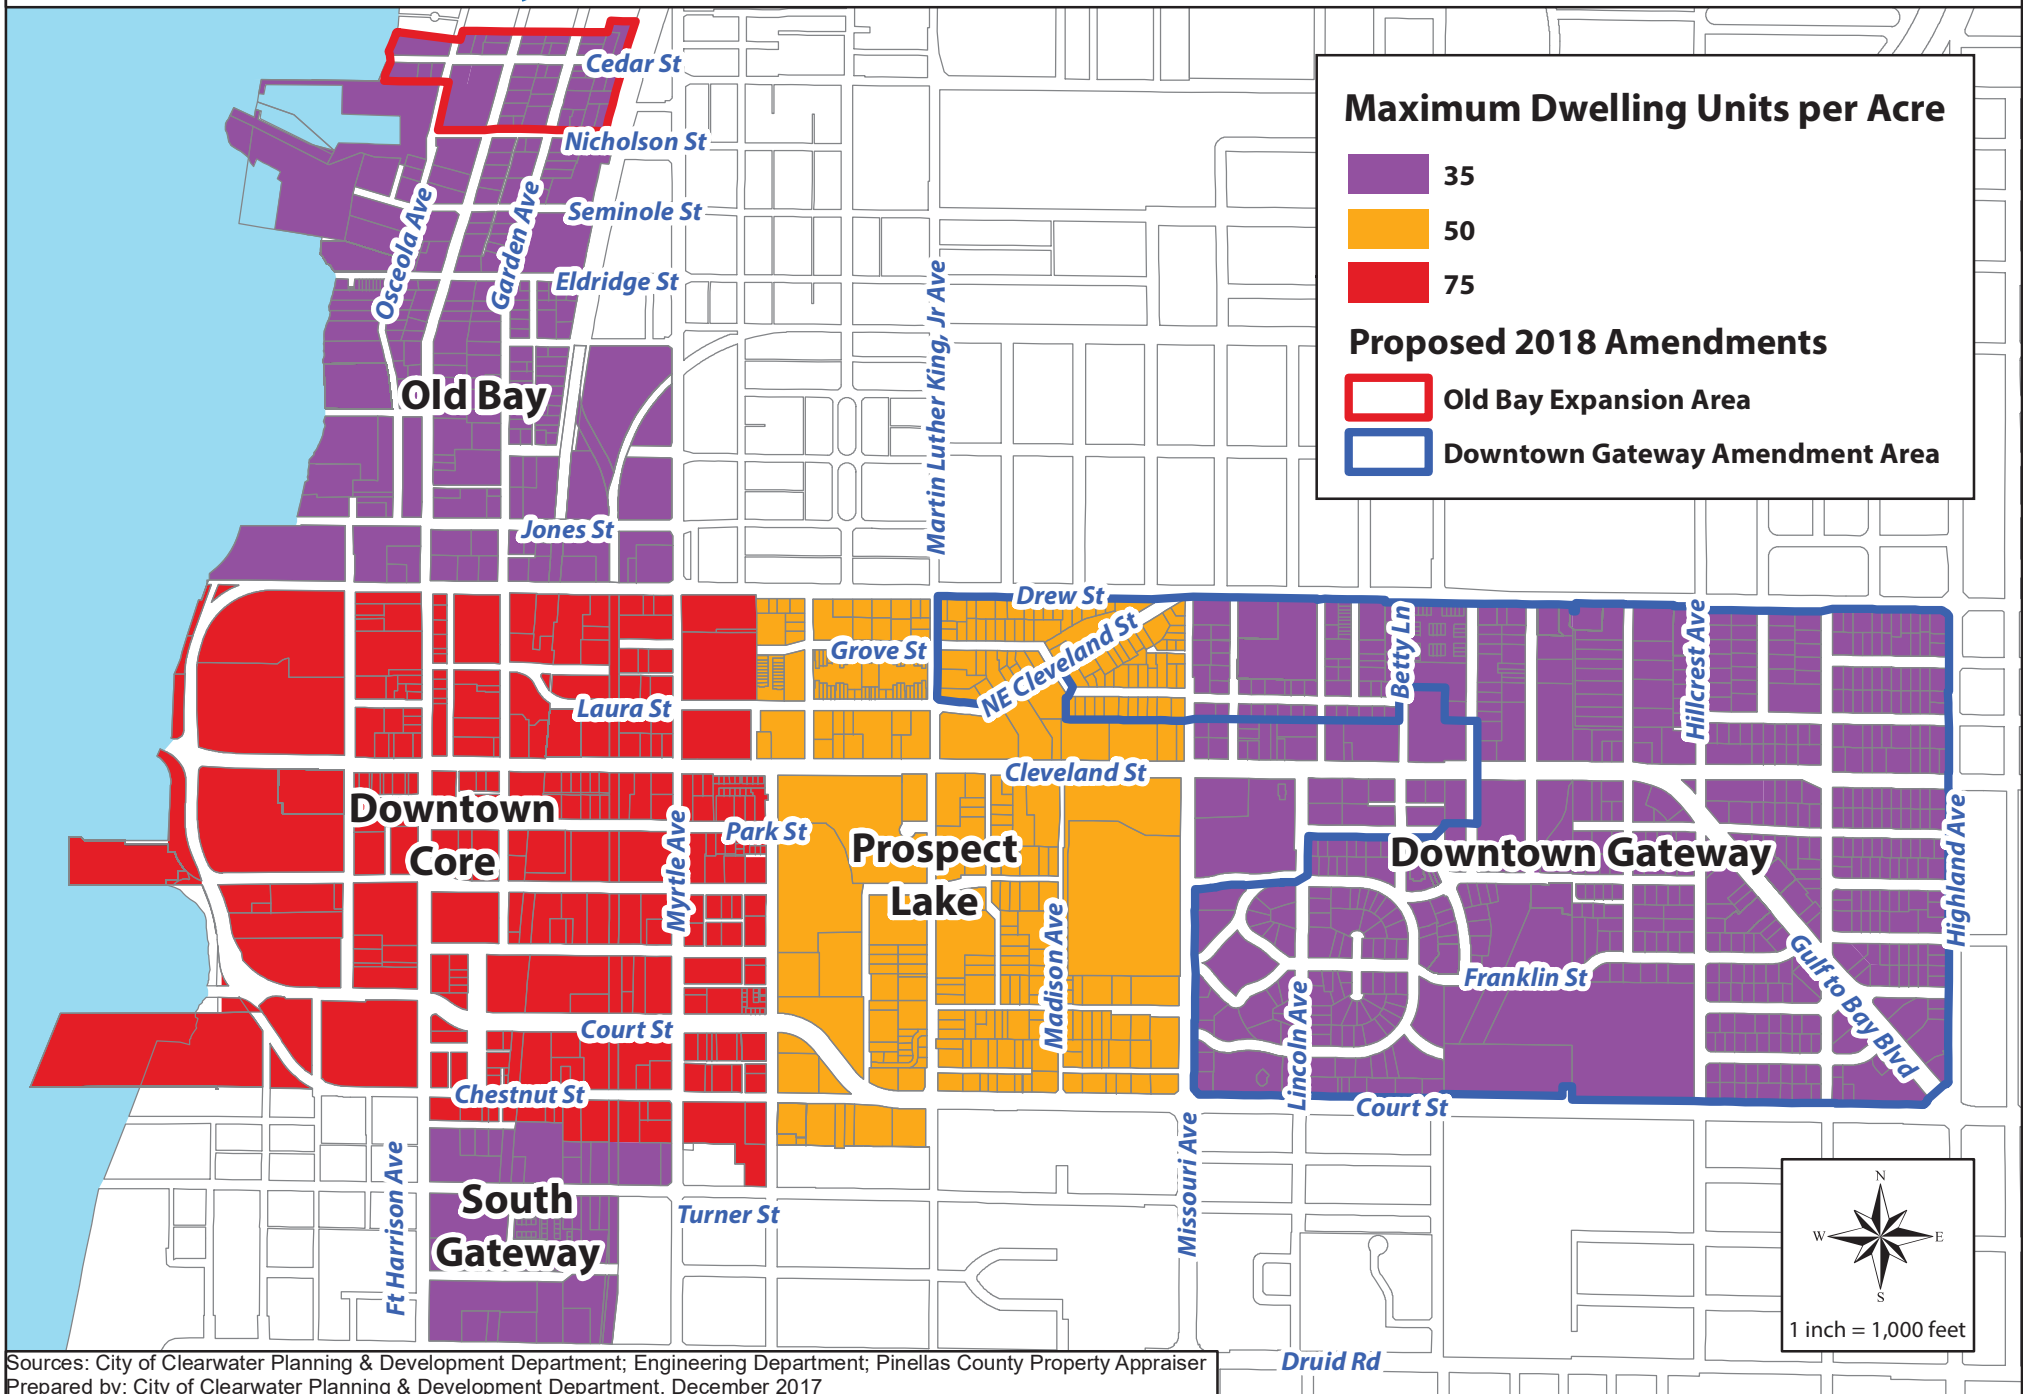 Cedar St
Maximum Dwelling Units per Acre
Nicholson St
35
Osceola Ave
Garden Ave
Seminole St
50
Eldridge St
75
Martin Luther King, Jr Ave
Proposed 2018 Amendments
Old Bay
Old Bay Expansion Area
Downtown Gateway Amendment Area
Jones St
Drew St
Grove St
NE Cleveland St
Betty Ln
Hillcrest Ave
Laura St
Cleveland St
Downtown
Core
Myrtle Ave
Park St
Prospect
Lake
Downtown Gateway
Highland Ave
Madison Ave
Franklin St
Gulf to Bay Blvd
Court St
Lincoln Ave
Chestnut St
Court St
Ft Harrison Ave
Missouri Ave
South
Gateway
Turner St
N
W
E
S
1 inch = 1,000 feet
Druid Rd
Sources: City of Clearwater Planning & Development Department; Engineering Department; Pinellas County Property Appraiser
Prepared by: City of Clearwater Planning & Development Department, December 2017